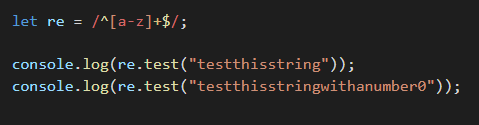 let re = /^[a-z]+$/;
console.log(re.test("testthisstring"));
console.log(re.test("testthisstringwithanumber0"));